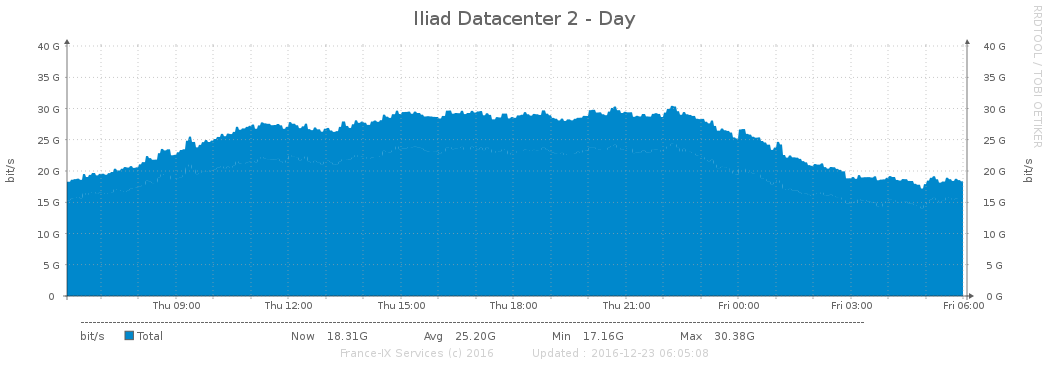 Iliad Datacenter 2 - Day
RRDTOOL / TOBI OETIKER
40 G 40 G
35 G 35 G
30 G 30 G
25 G 25 G
20 G 20 G
15 G 15 G
10 G 10 G
5 G 5 G
0 0 G
bit/s bit/s
Thu 09:00 Thu 12:00 Thu 15:00 Thu 18:00 Thu 21:00 Fri 00:00 Fri 03:00 Fri 06:00
bit/s Total Now 18.31G Avg 25.20G Min 17.16G Max 30.38G
France-IX Services (c) 2016 Updated : 2016-12-23 06:05:08